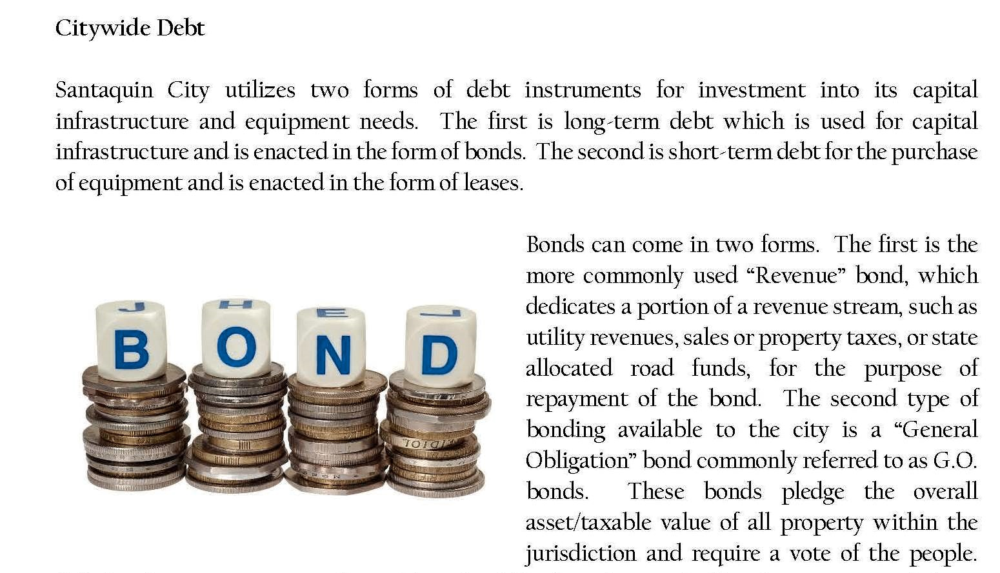 Citywide Debt
Santaquin City utilizes two forms of debt instruments for investment into its capital
infrastructure and equipment needs. The first is long-term debt which is used for capital
infrastructure and is enacted in the form of bonds. The second is short-term debt for the purchase
of equipment and is enacted in the form of leases.
J H E J
B O N D
Bonds can come in two forms. The first is the
more commonly used “Revenue” bond, which
dedicates a portion of a revenue stream, such as
utility revenues, sales or property taxes, or state
allocated road funds, for the purpose of
repayment of the bond. The second type of
bonding available to the city is a “General
Obligation” bond commonly referred to as G.O.
bonds. These bonds pledge the overall
asset/taxable value of all property within the
jurisdiction and require a vote of the people.